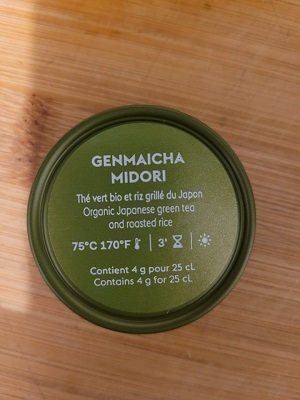 GENMAICHA
MIDORI
Thé vert bio et riz grillé du Japon
Organic Japanese green tea
and roasted rice
75°C 170°F | 3' |
Contient 4 g pour 25 cL
Contains 4 g for 25 cL